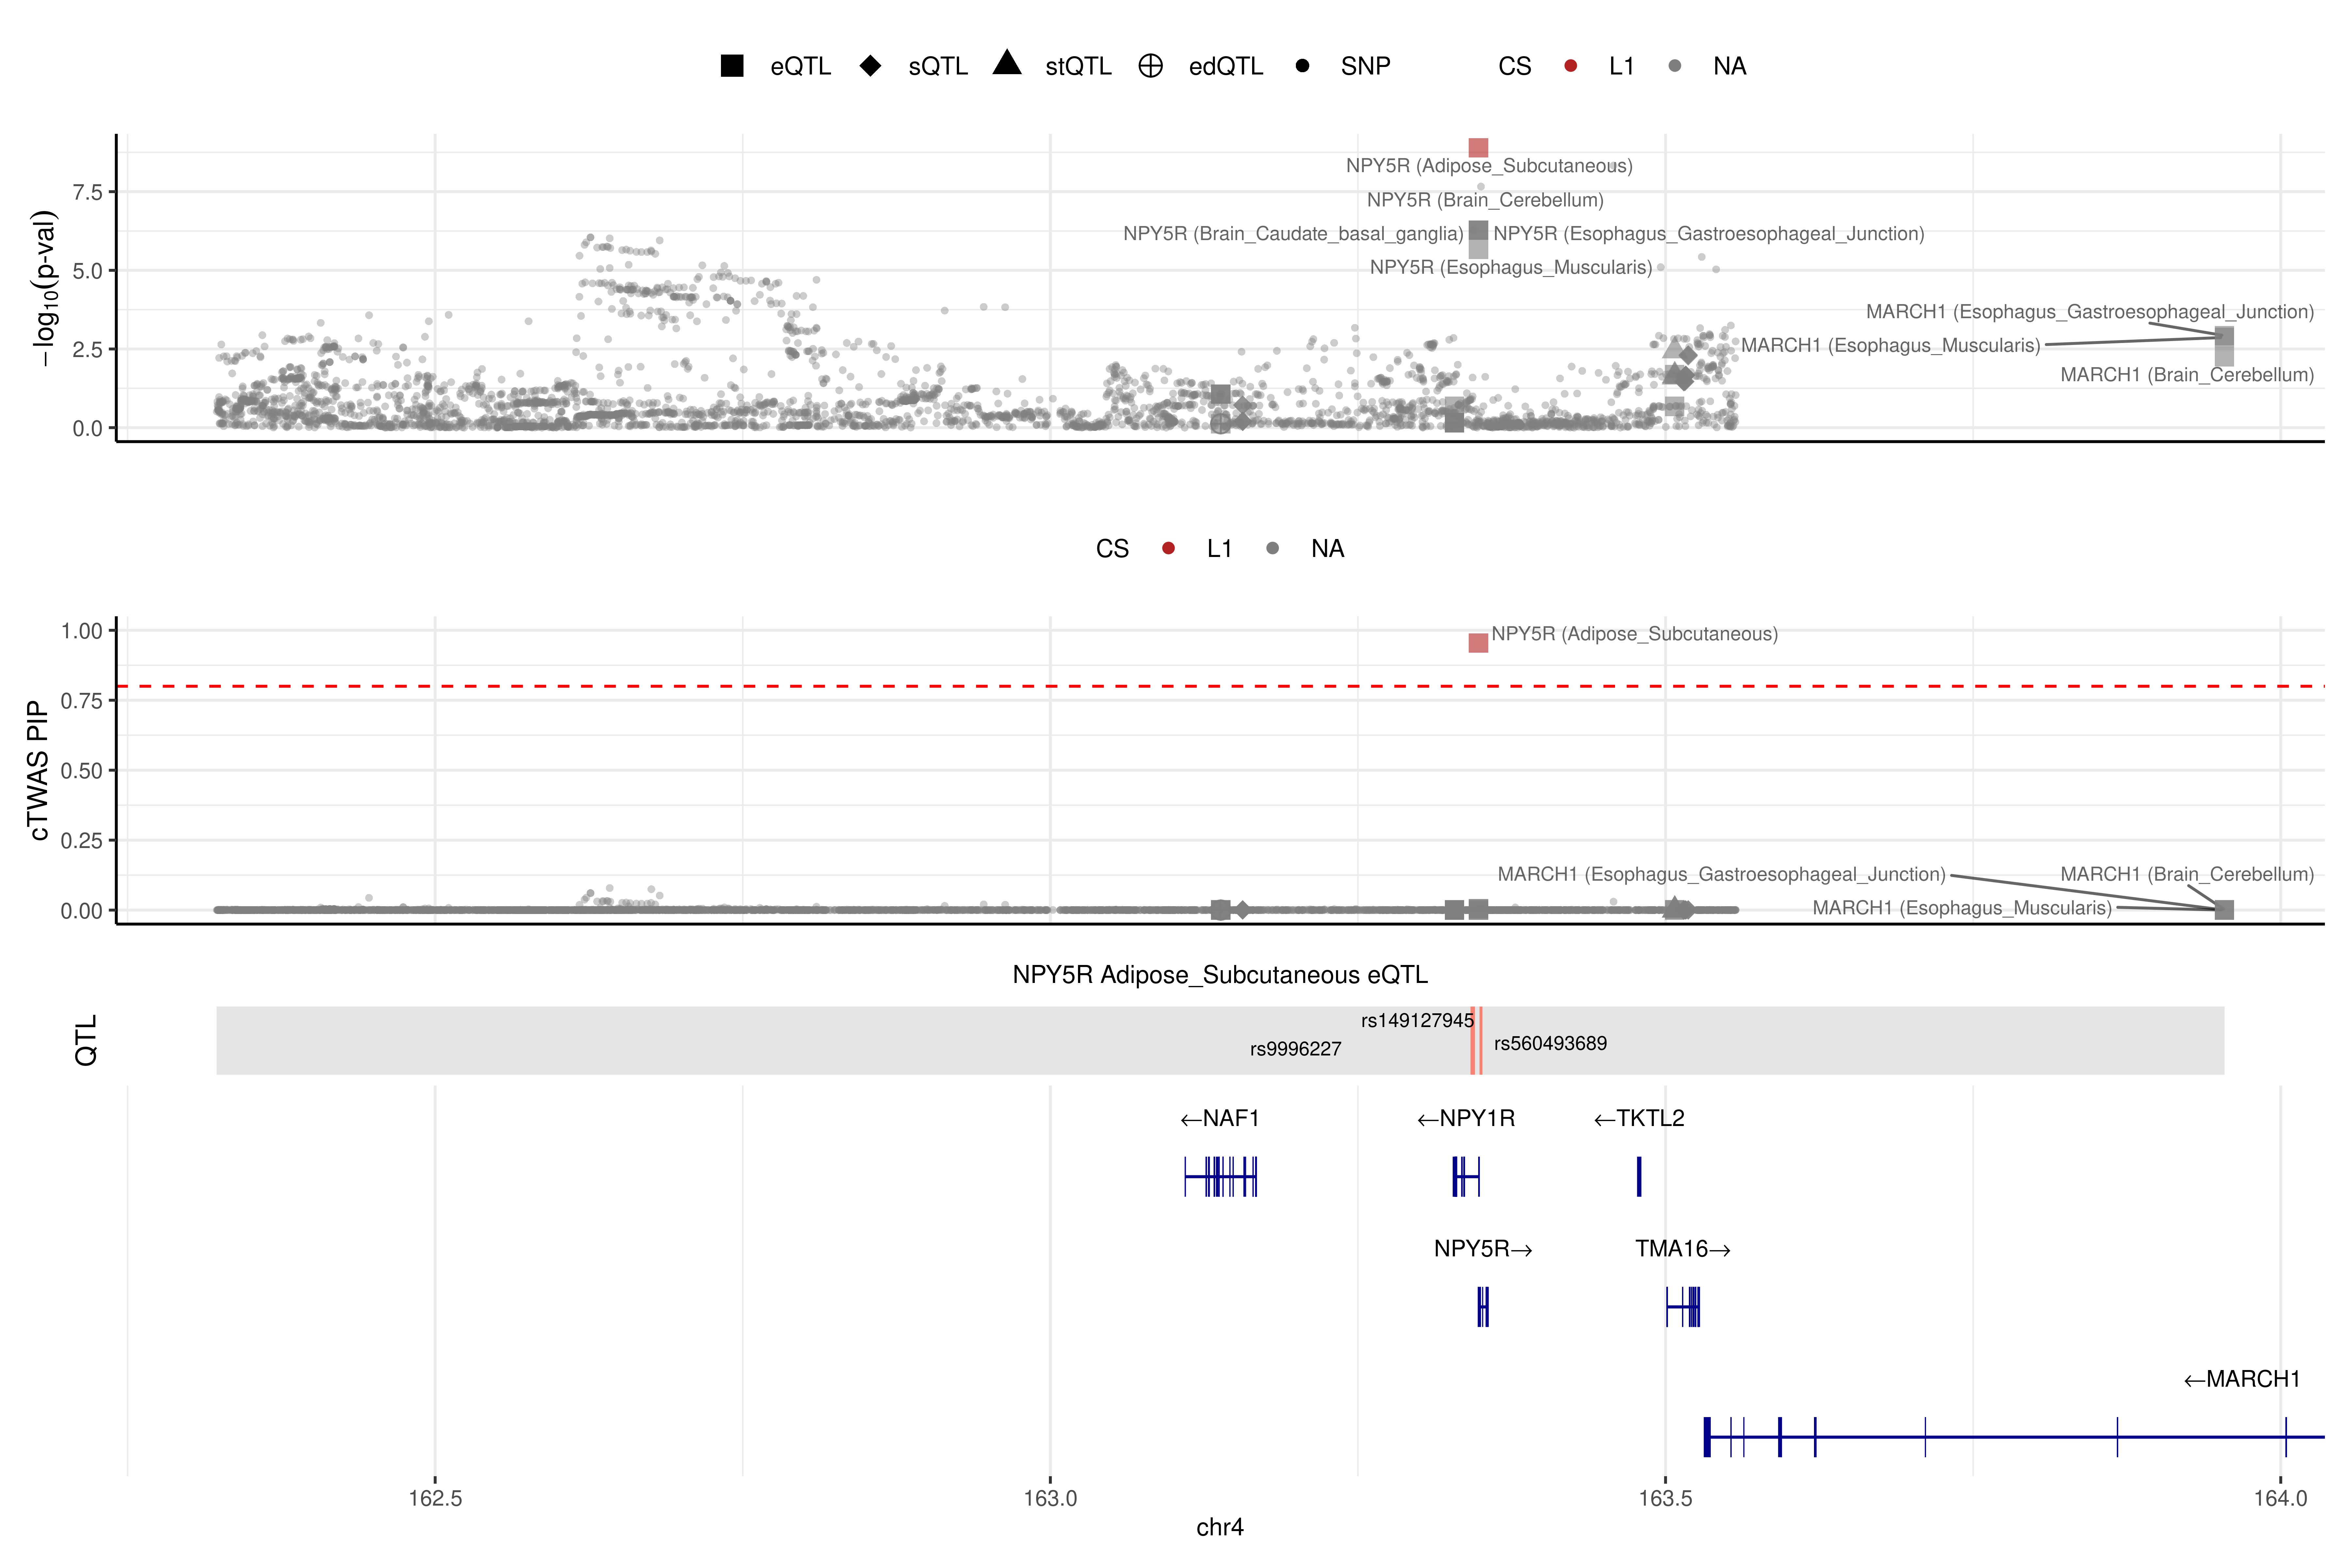 eQTL sQTL stQTL edQTL SNP CS L1 NA
−log10(p-val)
7.5
5.0
2.5
0.0
NPY5R (Adipose_Subcutaneous)
NPY5R (Brain_Cerebellum)
NPY5R (Brain_Caudate_basal_ganglia) NPY5R (Esophagus_Gastroesophageal_Junction)
NPY5R (Esophagus_Muscularis)
MARCH1 (Esophagus_Gastroesophageal_Junction)
MARCH1 (Esophagus_Muscularis)
MARCH1 (Brain_Cerebellum)
CS L1 NA
cTWAS PIP
1.00
0.75
0.50
0.25
0.00
NPY5R (Adipose_Subcutaneous)
MARCH1 (Esophagus_Gastroesophageal_Junction) MARCH1 (Brain_Cerebellum)
MARCH1 (Esophagus_Muscularis)
NPY5R Adipose_Subcutaneous eQTL
QTL
rs149127945
rs9996227 rs560493689
←NAF1 ←NPY1R ←TKTL2
NPY5R→ TMA16→
←MARCH1
162.5 163.0 163.5 164.0
chr4